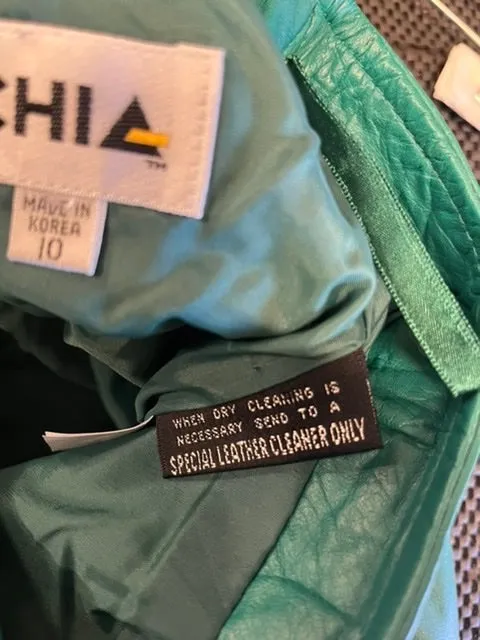 CHIA
TM
MADE IN
KOREA
10
WHEN DRY CLEANING IS
NECESSARY SEND TO A
SPECIAL LEATHER CLEANER ONLY